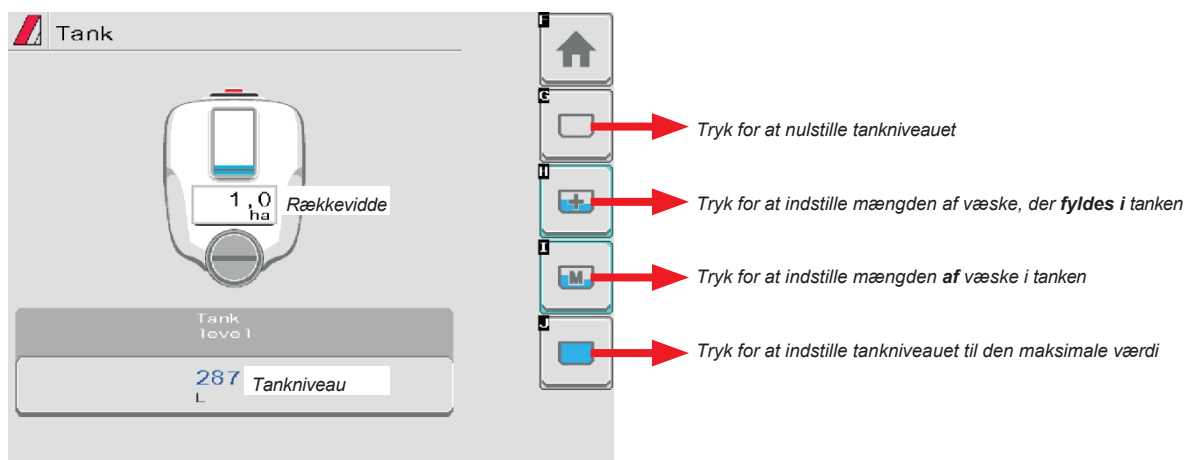 Tank
F
G
Tryk for at nulstille tankniveauet
H
1,0 Rækkevidde
ha
Tryk for at indstille mængden af væske, der fyldes i tanken
I
M
Tryk for at indstille mængden af væske i tanken
Tank
level
J
Tryk for at indstille tankniveauet til den maksimale værdi
287 Tankniveau
L